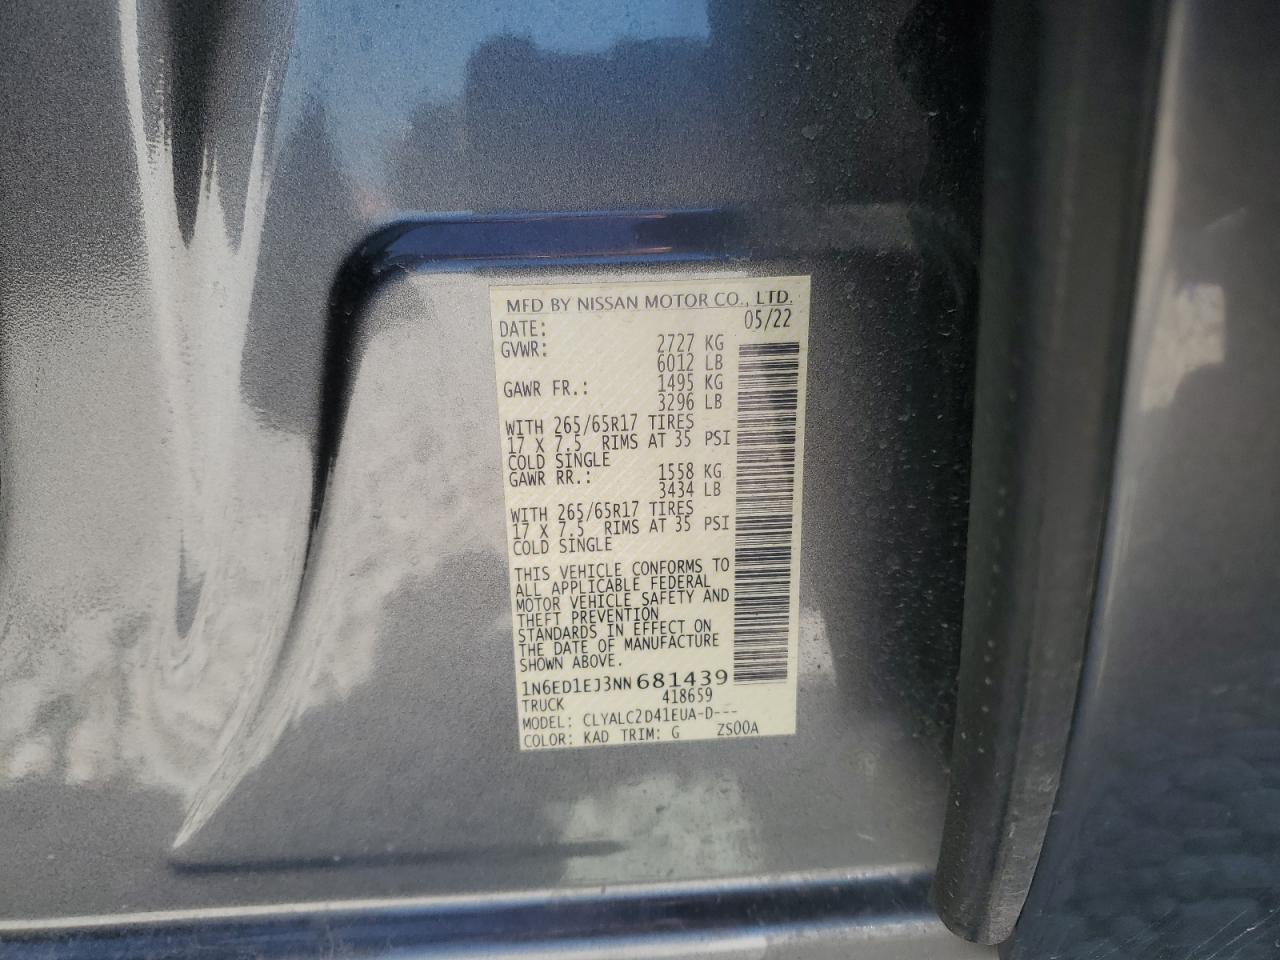 MFD BY NISSAN MOTOR CO., LTD.
DATE: 05/22
GVWR: 2727 KG
6012 LB
GAWR FR.: 1495 KG
3296 LB
WITH 265/65R17 TIRES
17 X 7.5 RIMS AT 35 PSI
COLD SINGLE
GAWR RR.: 1558 KG
3434 LB
WITH 265/65R17 TIRES
17 X 7.5 RIMS AT 35 PSI
COLD SINGLE
THIS VEHICLE CONFORMS TO
ALL APPLICABLE FEDERAL
MOTOR VEHICLE SAFETY AND
THEFT PREVENTION
STANDARDS IN EFFECT ON
THE DATE OF MANUFACTURE
SHOWN ABOVE.
1N6ED1EJ3NN681439
TRUCK 418659
MODEL: CLYALC2D41EUA-D---
COLOR: KAD TRIM: G ZS00A